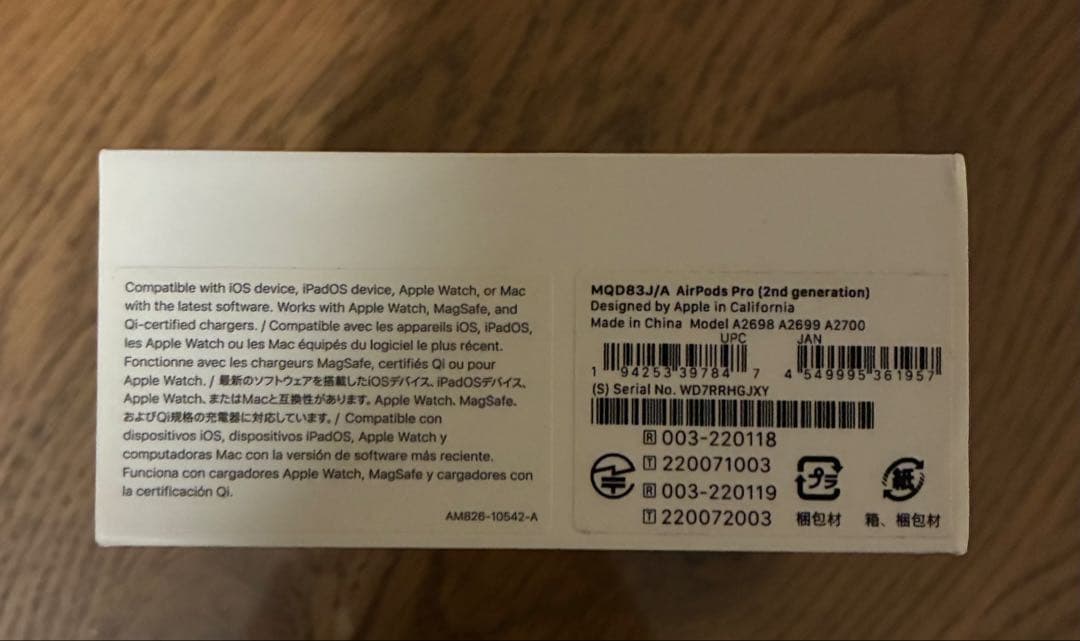 Compatible with iOS device, iPadOS device, Apple Watch, or Mac
with the latest software. Works with Apple Watch, MagSafe, and
Qi-certified chargers. / Compatible avec les appareils iOS, iPadOS,
les Apple Watch ou les Mac équipés du logiciel le plus récent.
Fonctionne avec les chargeurs MagSafe, certifiés Qi ou pour
Apple Watch. / 最新のソフトウェアを搭載したiOSデバイス、iPadOSデバイス、
Apple Watch、またはMacと互換性があります。Apple Watch、MagSafe、
およびQi規格の充電器に対応しています。/ Compatible con
dispositivos iOS, dispositivos iPadOS, Apple Watch y
computadoras Mac con la versión de software más reciente.
Funciona con cargadores Apple Watch, MagSafe y cargadores con
la certificación Qi.
AM826-10542-A
MQD83J/A AirPods Pro (2nd generation)
Designed by Apple in California
Made in China Model A2698 A2699 A2700
UPC JAN
1 94253 39784 7 4 549995 361957
(S) Serial No. WD7RRHGJXY
R 003-220118
T 220071003
R 003-220119
T 220072003
プラ 紙
梱包材 箱、梱包材